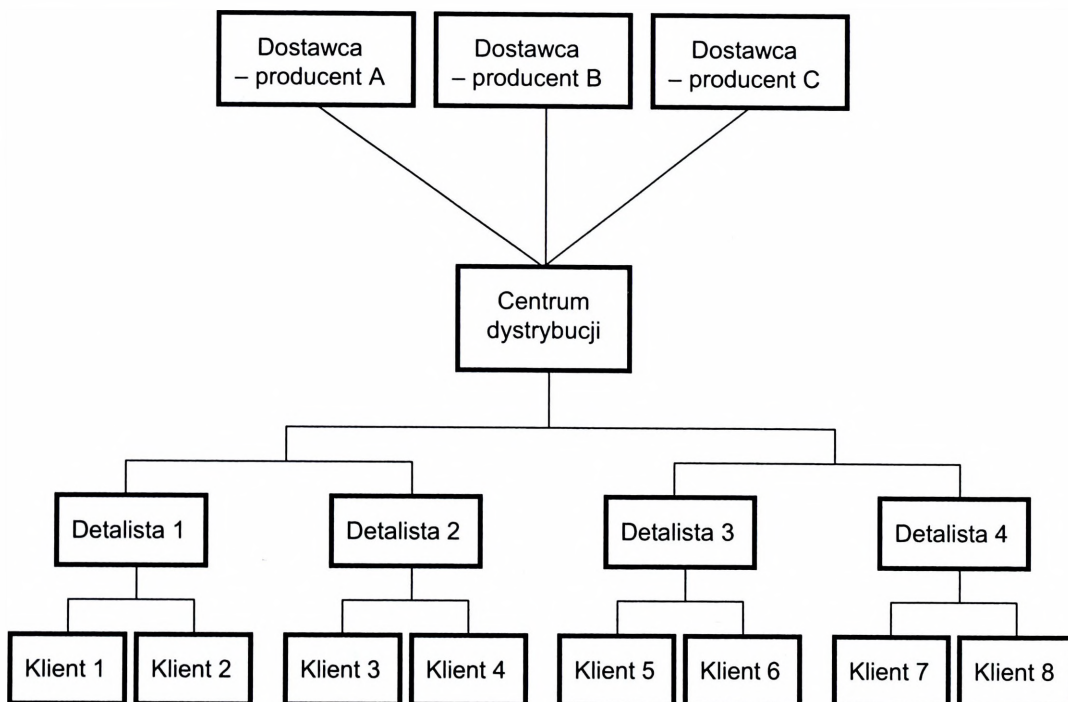 Dostawca
– producent A
Dostawca
– producent B
Dostawca
– producent C
Centrum
dystrybucji
Detalista 1
Detalista 2
Detalista 3
Detalista 4
Klient 1
Klient 2
Klient 3
Klient 4
Klient 5
Klient 6
Klient 7
Klient 8